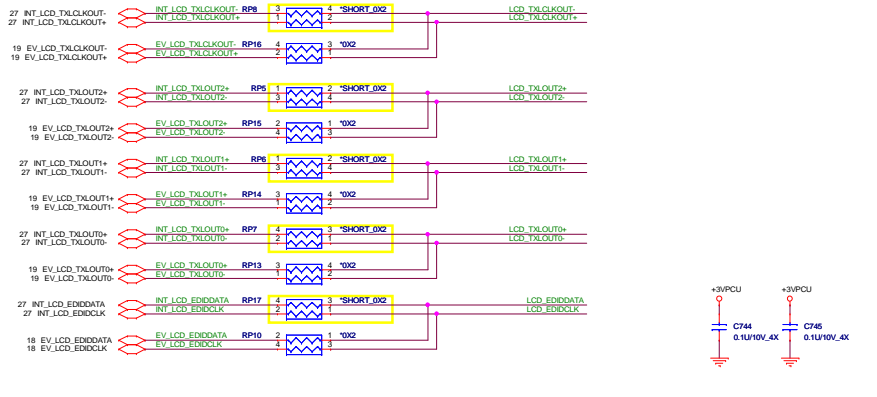 27 INT_LCD_TXLCLKOUT- INT_LCD_TXLCLKOUT- RP8 3 4 *SHORT_0X2 LCD_TXLCLKOUT-
27 INT_LCD_TXLCLKOUT+ INT_LCD_TXLCLKOUT+ 1 2 LCD_TXLCLKOUT+
19 EV_LCD_TXLCLKOUT- EV_LCD_TXLCLKOUT- RP16 4 3 *0X2
19 EV_LCD_TXLCLKOUT+ EV_LCD_TXLCLKOUT+ 2 1
27 INT_LCD_TXLOUT2+ INT_LCD_TXLOUT2+ RP5 1 2 *SHORT_0X2 LCD_TXLOUT2+
27 INT_LCD_TXLOUT2- INT_LCD_TXLOUT2- 3 4 LCD_TXLOUT2-
19 EV_LCD_TXLOUT2+ EV_LCD_TXLOUT2+ RP15 2 1 *0X2
19 EV_LCD_TXLOUT2- EV_LCD_TXLOUT2- 4 3
27 INT_LCD_TXLOUT1+ INT_LCD_TXLOUT1+ RP6 1 2 *SHORT_0X2 LCD_TXLOUT1+
27 INT_LCD_TXLOUT1- INT_LCD_TXLOUT1- 3 4 LCD_TXLOUT1-
19 EV_LCD_TXLOUT1+ EV_LCD_TXLOUT1+ RP14 3 4 *0X2
19 EV_LCD_TXLOUT1- EV_LCD_TXLOUT1- 1 2
27 INT_LCD_TXLOUT0+ INT_LCD_TXLOUT0+ RP7 4 3 *SHORT_0X2 LCD_TXLOUT0+
27 INT_LCD_TXLOUT0- INT_LCD_TXLOUT0- 2 1 LCD_TXLOUT0-
19 EV_LCD_TXLOUT0+ EV_LCD_TXLOUT0+ RP13 3 4 *0X2
19 EV_LCD_TXLOUT0- EV_LCD_TXLOUT0- 1 2
27 INT_LCD_EDIDDATA INT_LCD_EDIDDATA RP17 4 3 *SHORT_0X2 LCD_EDIDDATA
27 INT_LCD_EDIDCLK INT_LCD_EDIDCLK 2 1 LCD_EDIDCLK
18 EV_LCD_EDIDDATA EV_LCD_EDIDDATA RP10 2 1 *0X2
18 EV_LCD_EDIDCLK EV_LCD_EDIDCLK 4 3
+3VPCU +3VPCU
C744 C745
0.1U/10V_4X 0.1U/10V_4X